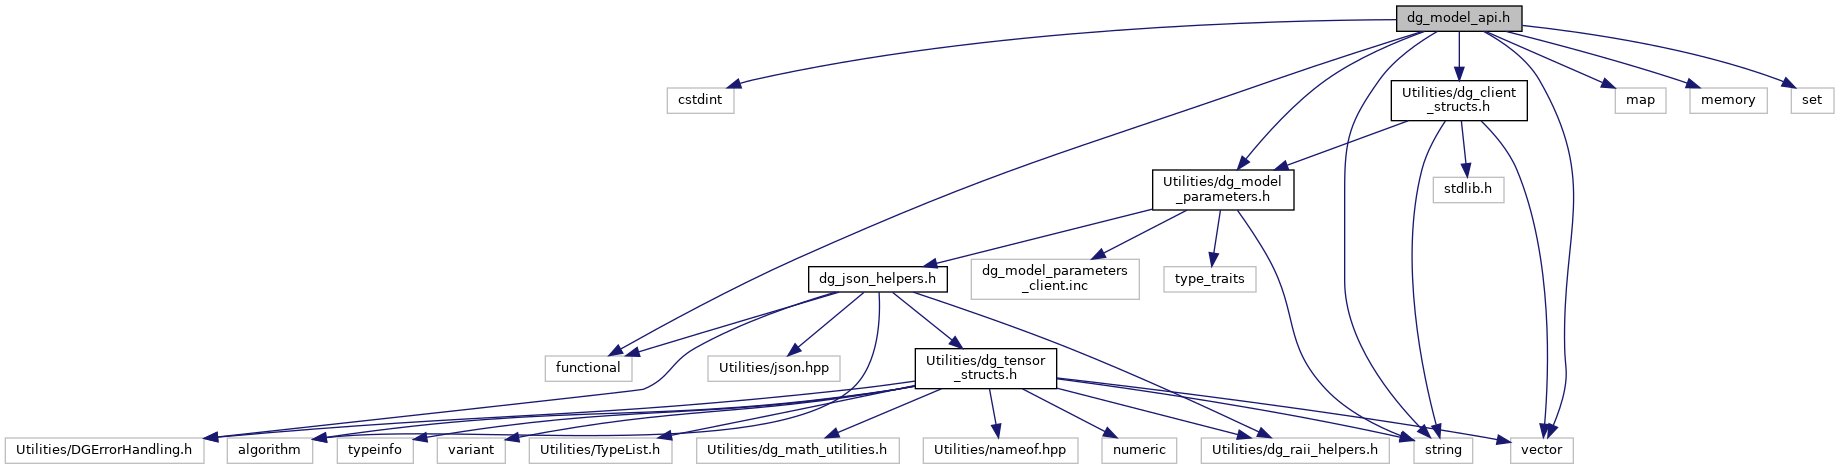 dg_model_api.h
cstdint
Utilities/dg_client
_structs.h
map
memory
set
Utilities/dg_model
_parameters.h
stdlib.h
dg_json_helpers.h
dg_model_parameters
_client.inc
type_traits
functional
Utilities/json.hpp
Utilities/dg_tensor
_structs.h
Utilities/DGErrorHandling.h
algorithm
typeinfo
variant
Utilities/TypeList.h
Utilities/dg_math_utilities.h
Utilities/nameof.hpp
numeric
Utilities/dg_raii_helpers.h
string
vector